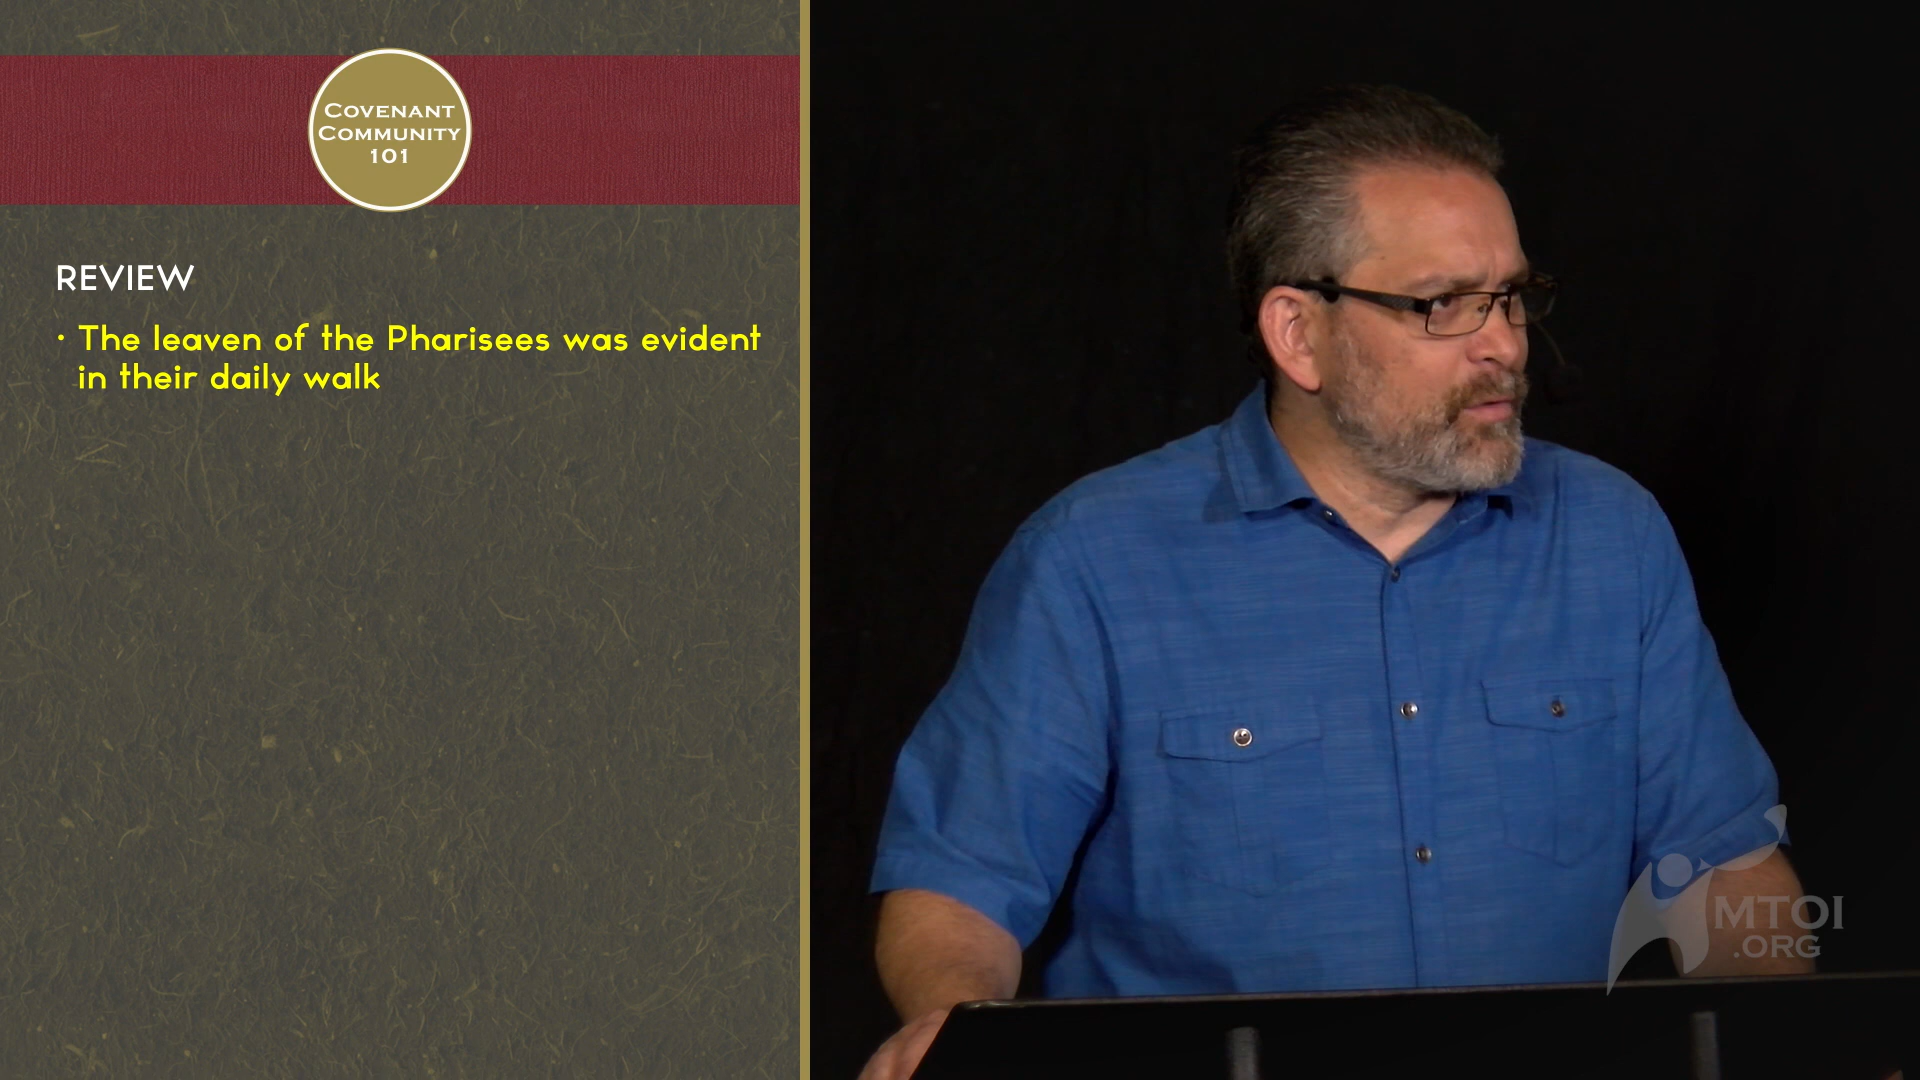 COVENANT
COMMUNITY
101
REVIEW
· The leaven of the Pharisees was evident
in their daily walk
MTOI
.ORG